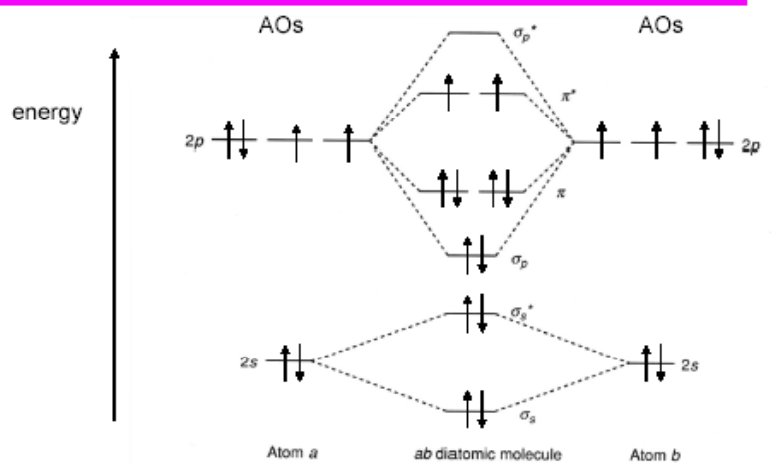 AOs
AOs
energy
σp*
π*
2p
2p
π
σp
σs*
2s
2s
σs
Atom a
ab diatomic molecule
Atom b